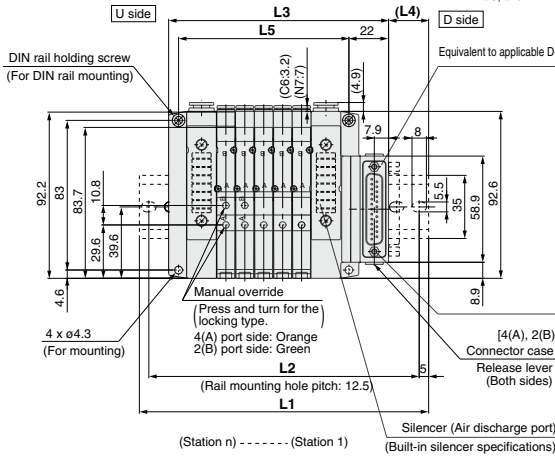 U side
L3
(L4)
D side
L5
22
DIN rail holding screw
(For DIN rail mounting)
(C6:3.2)
(N7:7)
(4.9)
Equivalent to applicable D-
7.9
8
92.2
83
83.7
10.8
29.6
39.6
4.6
5.5
35
58.9
92.6
8.9
B B B B B
A A A A A
B B
A A
Manual override
(Press and turn for the
locking type.)
4(A) port side: Orange
2(B) port side: Green
4 x ø4.3
(For mounting)
[4(A), 2(B)
Connector case
Release lever
(Both sides)
L2
5
(Rail mounting hole pitch: 12.5)
L1
Silencer (Air discharge port)
(Built-in silencer specifications)
(Station n) - - - - - - (Station 1)